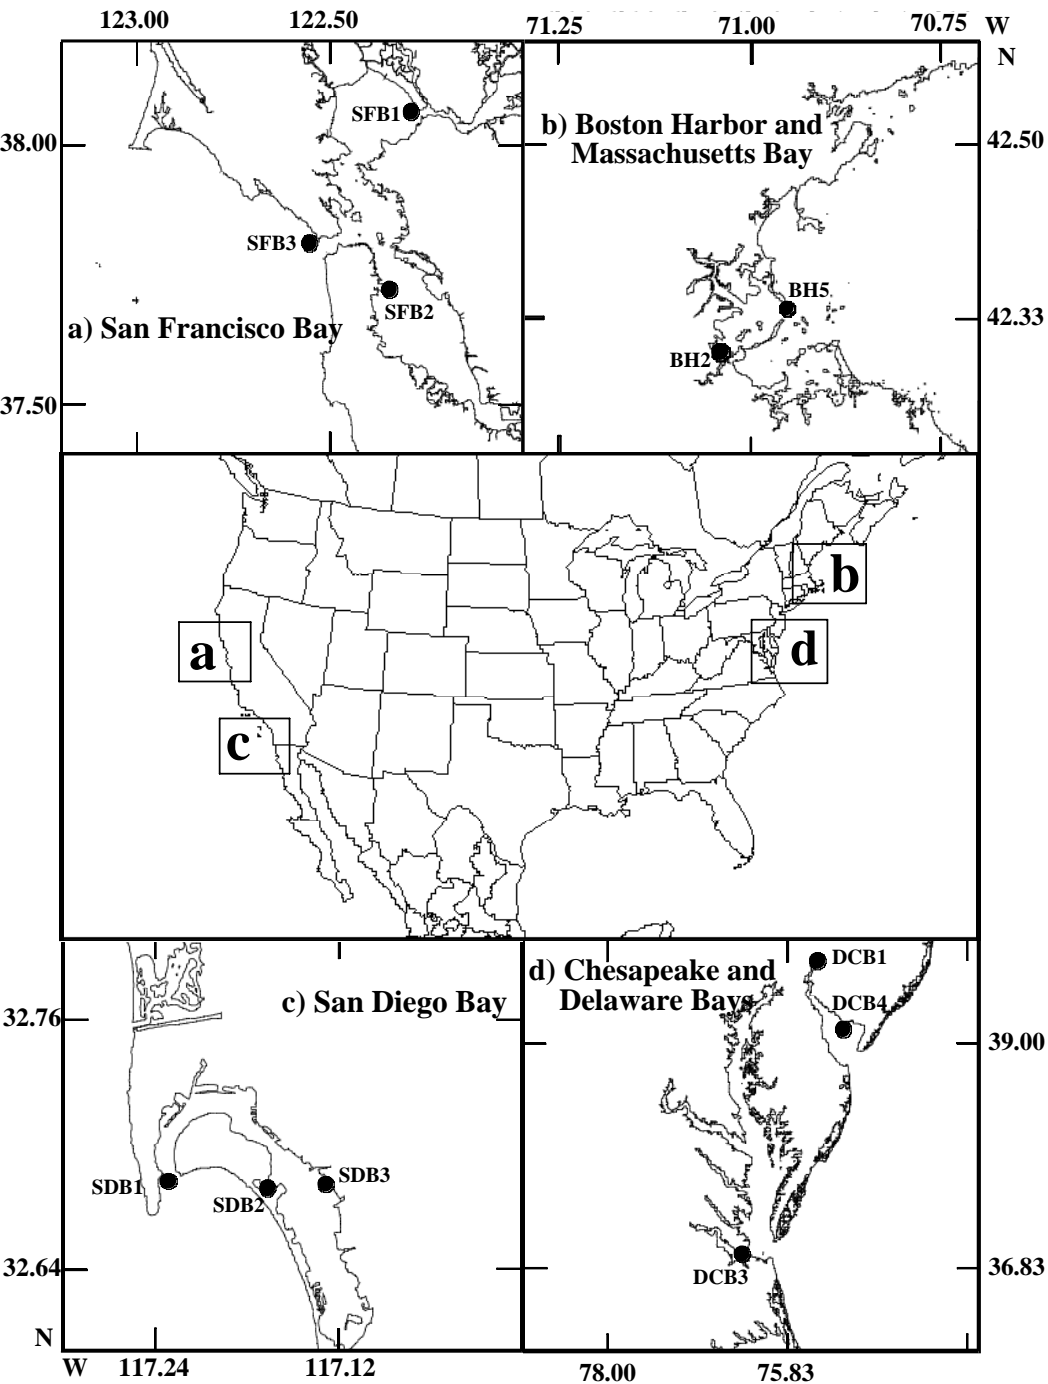 123.00 122.50 71.25 71.00 70.75 W
N
SFB1
38.00
b) Boston Harbor and
Massachusetts Bay
42.50
SFB3
SFB2
a) San Francisco Bay
BH5
42.33
BH2
37.50
a
b
c
d
c) San Diego Bay
32.76
SDB1
SDB2
SDB3
32.64
N
W 117.24 117.12
d) Chesapeake and
Delaware Bays
DCB1
DCB4
39.00
DCB3
36.83
78.00 75.83